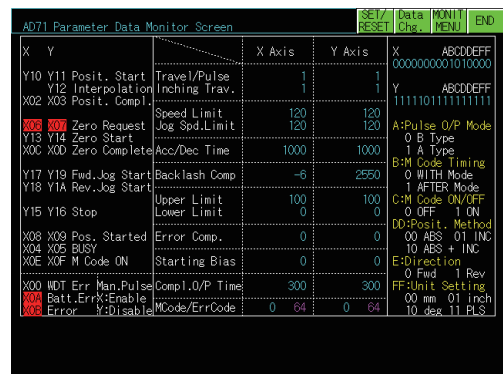 AD71 Parameter Data Monitor Screen
SET/ RESET
Data Chg.
MONIT MENU
END
X Y X Axis Y Axis X ABCDDEFF
0000000001010000
Y10 Y11 Posit. Start Travel/Pulse 1 1
Y12 Interpolation Inching Trav. 1 1 Y ABCDDEFF
X02 X03 Posit. Compl. 1111101111111111
Speed Limit 120 120
X06 X07 Zero Request Jog Spd.Limit 120 120 A:Pulse O/P Mode
Y13 Y14 Zero Start 0 B Type
X0C X0D Zero Complete Acc/Dec Time 1000 1000 1 A Type
B:M Code Timing
Y17 Y19 Fwd.Jog Start Backlash Comp -6 2550 0 WITH Mode
Y18 Y1A Rev.Jog Start 1 AFTER Mode
Upper Limit 100 100 C:M Code ON/OFF
Y15 Y16 Stop Lower Limit 0 0 0 OFF 1 ON
DD:Posit. Method
X08 X09 Pos. Started Error Comp. 0 0 00 ABS 01 INC
X04 X05 BUSY 10 ABS + INC
X0E X0F M Code ON Starting Bias 0 0 E:Direction
0 Fwd 1 Rev
X00 WDT Err Man.Pulse Compl.O/P Time 300 300 FF:Unit Setting
X0A Batt.Err X:Enable 00 mm 01 inch
X0B Error Y:Disable MCode/ErrCode 0 64 0 64 10 deg 11 PLS